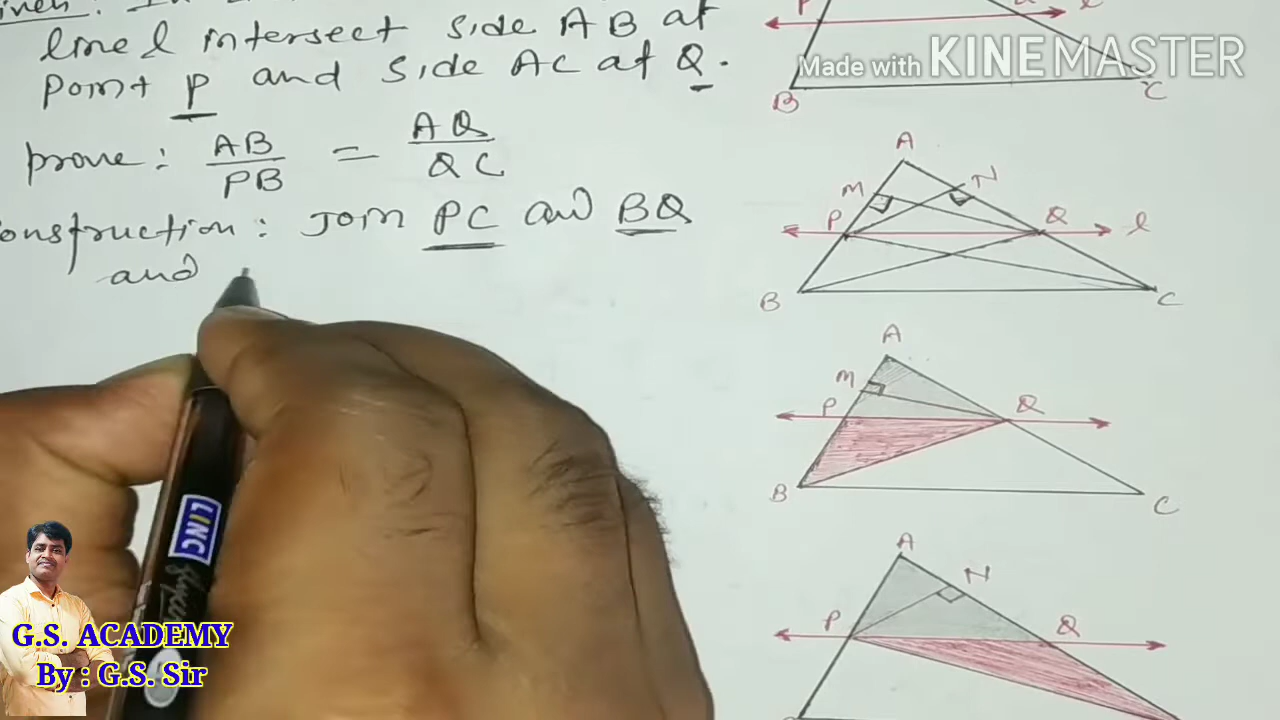 line l intersect side AB at
point P and side AC at Q.
prove : AB/PB = AQ/QC
construction : Join PC and BQ
and
P l
Made with KINEMASTER
B C
A
M N
P Q l
B C
A
M
P Q
B C
A
N
P Q
LINC
G.S. ACADEMY
By : G.S. Sir